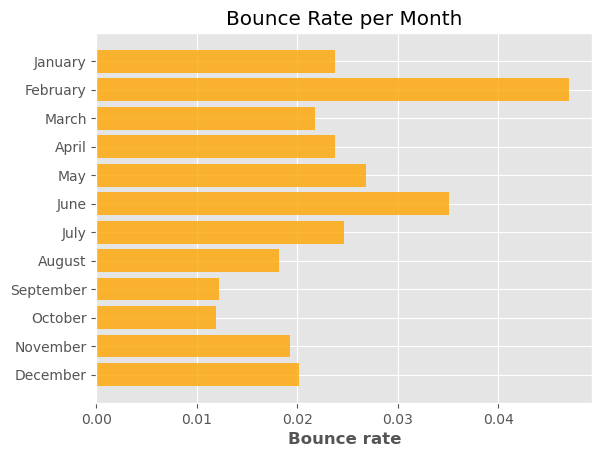 Bounce Rate per Month
January
February
March
April
May
June
July
August
September
October
November
December
0.00 0.01 0.02 0.03 0.04
Bounce rate